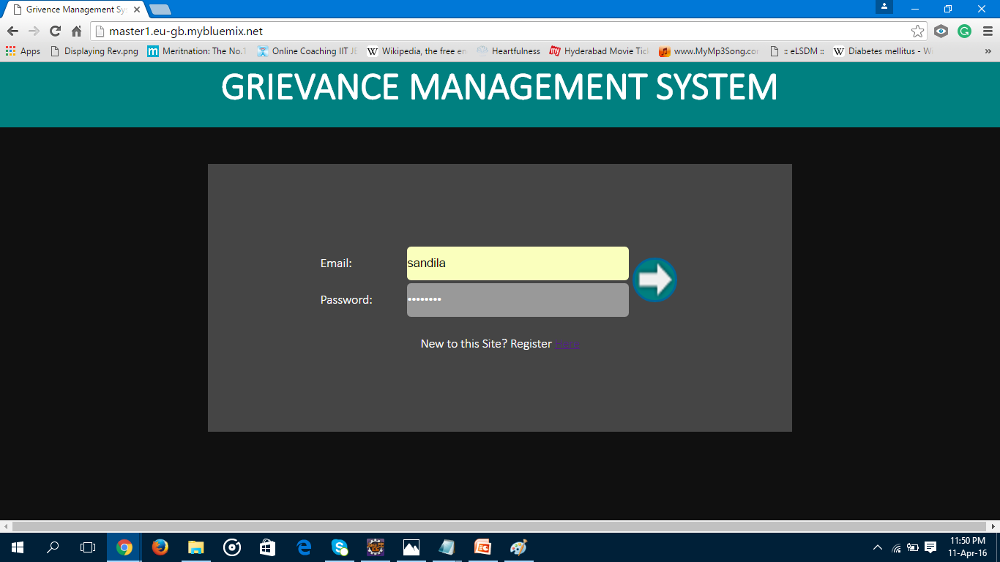 Grivence Management Sy
master1.eu-gb.mybluemix.net
Apps Displaying Rev.png Meritnation: The No.1 Online Coaching IIT JE Wikipedia, the free en Heartfulness Hyderabad Movie Tick www.MyMp3Song.co :: eLSDM :: Diabetes mellitus - W »
GRIEVANCE MANAGEMENT SYSTEM
Email: sandila
Password: ••••••••
New to this Site? Register Here
11:50 PM
11-Apr-16